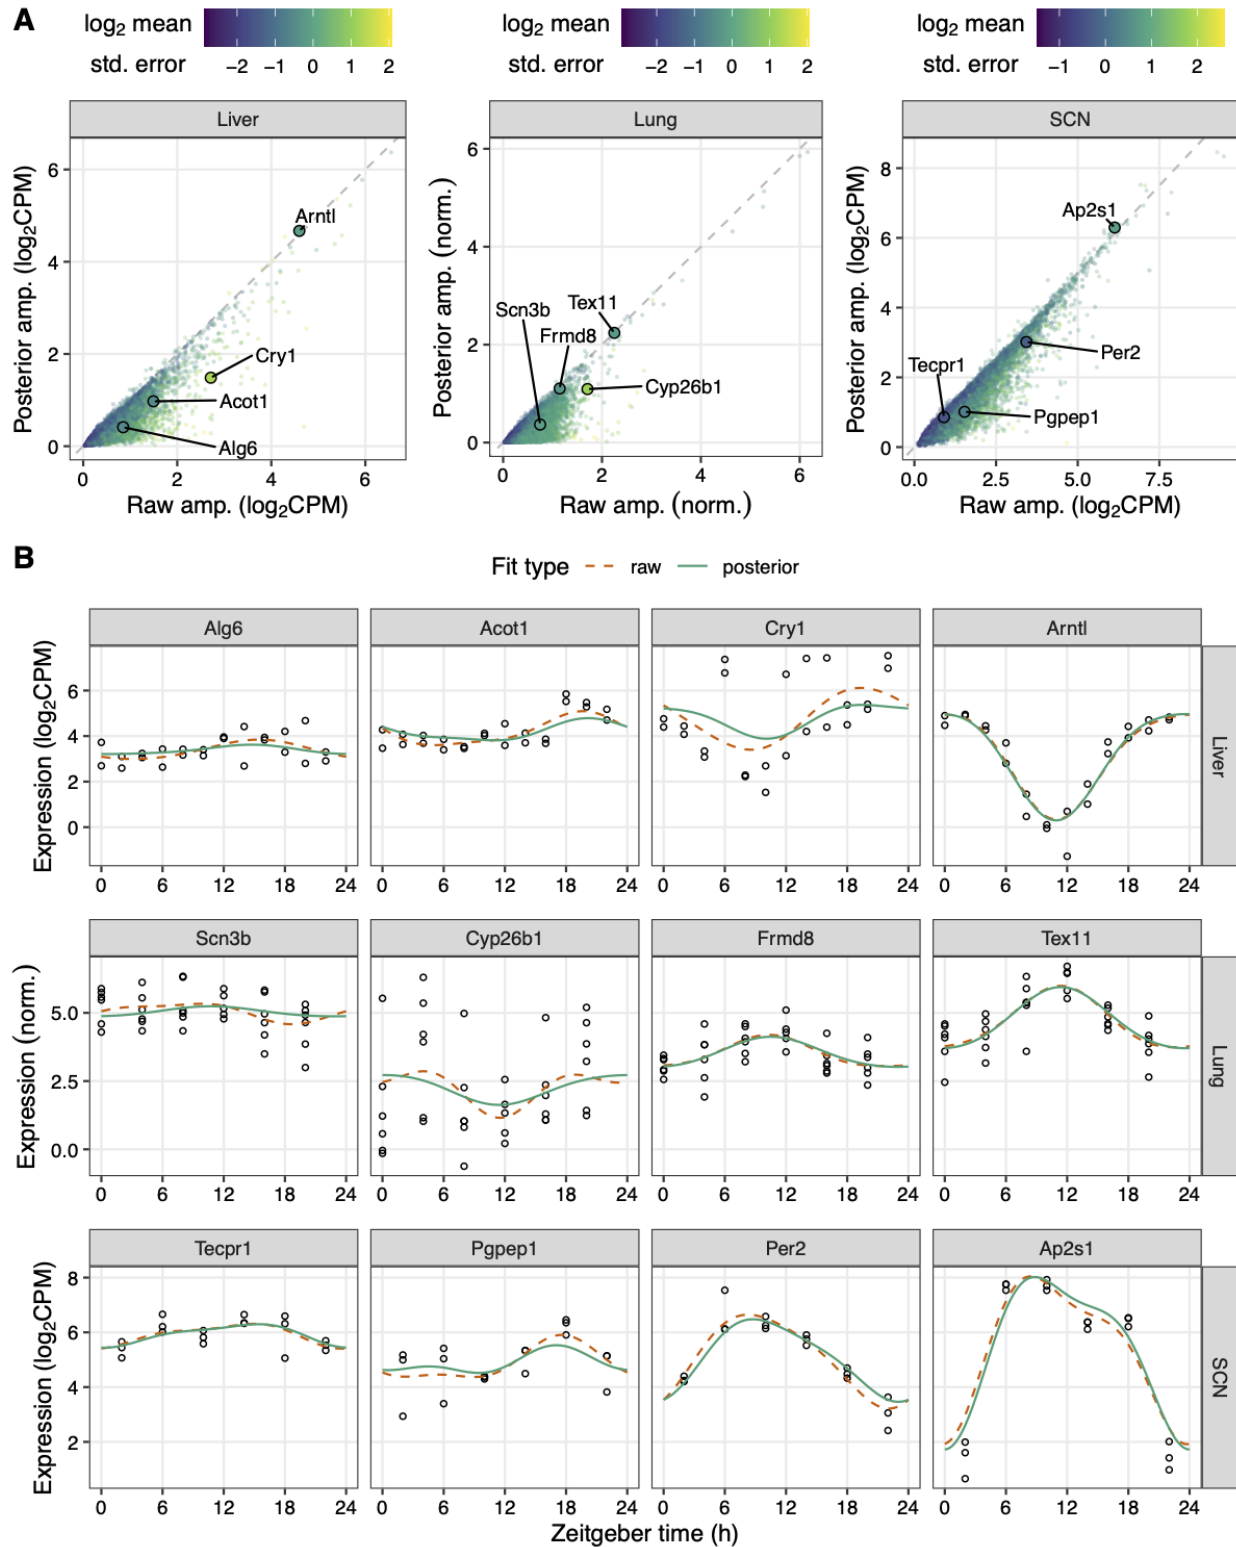 A
log2 mean
std. error
−2 −1 0 1 2
log2 mean
std. error
−2 −1 0 1 2
log2 mean
std. error
−1 0 1 2
Liver
Lung
SCN
Posterior amp. (log2CPM)
6
4
2
0
Arntl
Cry1
Acot1
Alg6
0 2 4 6
Raw amp. (log2CPM)
Posterior amp. (norm.)
6
4
2
0
Scn3b
Tex11
Frmd8
Cyp26b1
0 2 4 6
Raw amp. (norm.)
Posterior amp. (log2CPM)
8
6
4
2
0
Ap2s1
Per2
Tecpr1
Pgpep1
0.0 2.5 5.0 7.5
Raw amp. (log2CPM)
B
Fit type raw posterior
Alg6 Acot1 Cry1 Arntl
Expression (log2CPM)
6
4
2
0
Liver
0 6 12 18 24 0 6 12 18 24 0 6 12 18 24 0 6 12 18 24
Scn3b Cyp26b1 Frmd8 Tex11
Expression (norm.)
5.0
2.5
0.0
Lung
0 6 12 18 24 0 6 12 18 24 0 6 12 18 24 0 6 12 18 24
Tecpr1 Pgpep1 Per2 Ap2s1
Expression (log2CPM)
8
6
4
2
SCN
0 6 12 18 24 0 6 12 18 24 0 6 12 18 24 0 6 12 18 24
Zeitgeber time (h)